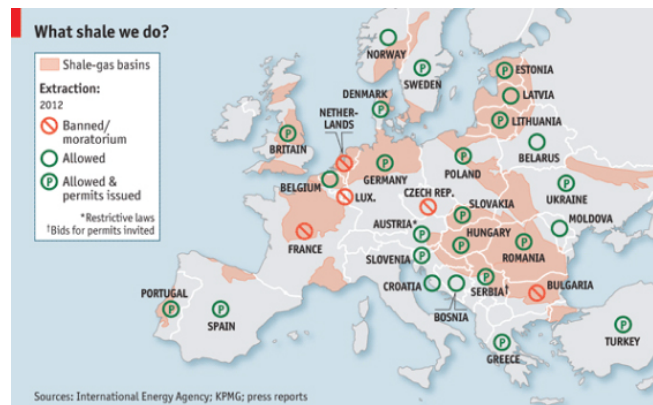 What shale we do?
Shale-gas basins
Extraction:
2012
Banned/
moratorium
Allowed
P Allowed &
permits issued
*Restrictive laws
†Bids for permits invited
NORWAY
P
SWEDEN
P
ESTONIA
LATVIA
P
LITHUANIA
DENMARK
P
NETHER-
LANDS
P
BRITAIN
BELARUS
BELGIUM
P
GERMANY
P
POLAND
LUX.
CZECH REP.
P
SLOVAKIA
P
UKRAINE
MOLDOVA
AUSTRIA*
P
P
HUNGARY
P
ROMANIA
FRANCE
SLOVENIA
P
CROATIA
BOSNIA
P
SERBIA†
BULGARIA
PORTUGAL
P
P
SPAIN
P
GREECE
P
TURKEY
Sources: International Energy Agency; KPMG; press reports